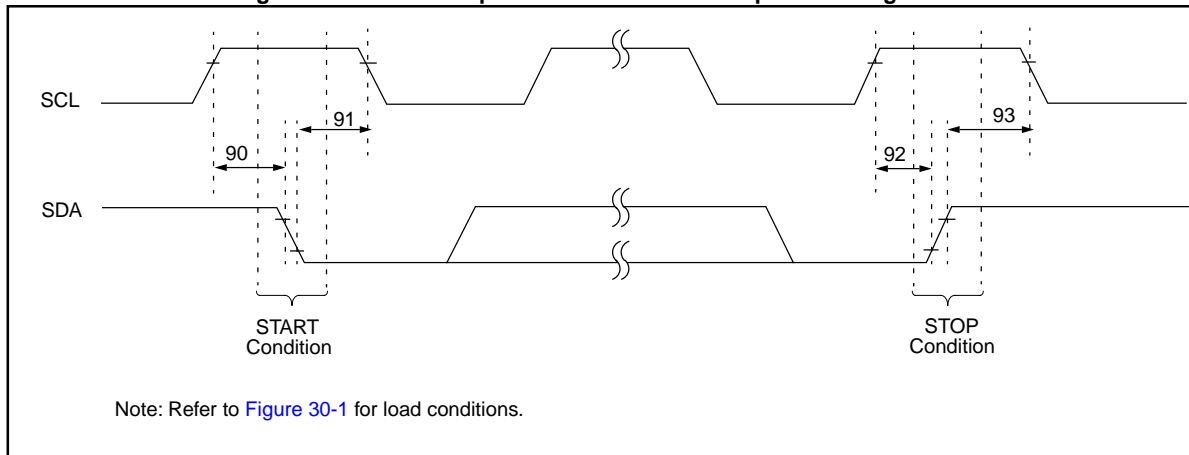 SCL
91
93
90
92
SDA
START
Condition
STOP
Condition
Note: Refer to Figure 30-1 for load conditions.